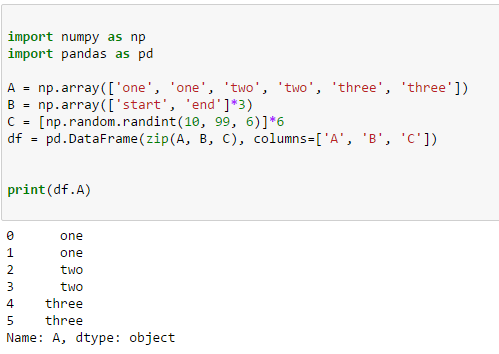 import numpy as np
import pandas as pd
A = np.array(['one', 'one', 'two', 'two', 'three', 'three'])
B = np.array(['start', 'end']*3)
C = [np.random.randint(10, 99, 6)]*6
df = pd.DataFrame(zip(A, B, C), columns=['A', 'B', 'C'])
print(df.A)
0 one
1 one
2 two
3 two
4 three
5 three
Name: A, dtype: object